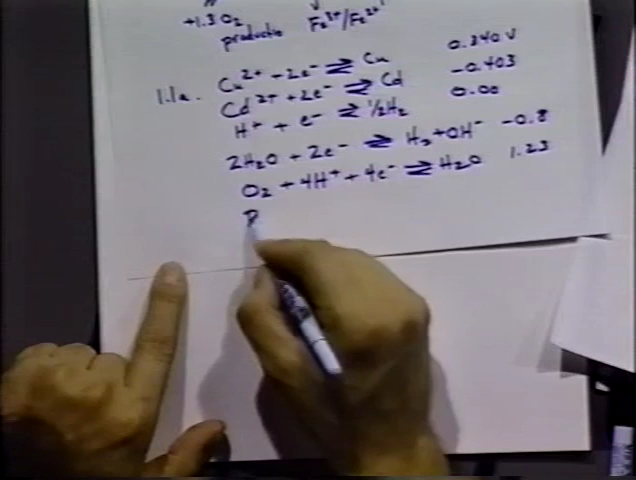 +1.3 O2
productio Fe3+/Fe2+
1.1a. Cu2+ + 2e- ⇌ Cu 0.340 V
Cd2+ + 2e- ⇌ Cd -0.403
H+ + e- ⇌ 1/2H2 0.00
2H2O + 2e- ⇌ H2+OH- -0.8
O2 + 4H+ + 4e- ⇌ H2O 1.23
P